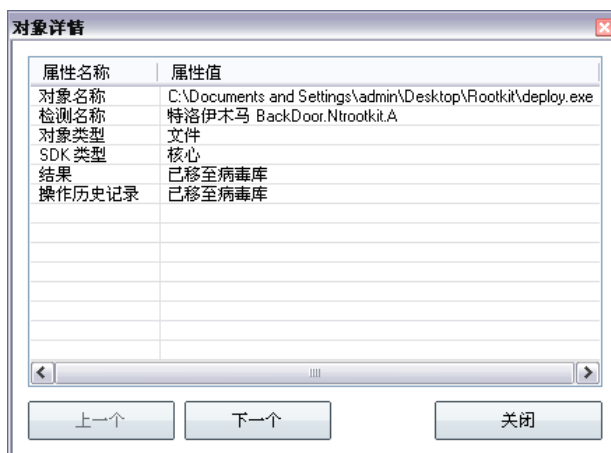 对象详情
属性名称 属性值
对象名称 C:\Documents and Settings\admin\Desktop\Rootkit\deploy.exe
检测名称 特洛伊木马 BackDoor.Ntrootkit.A
对象类型 文件
SDK 类型 核心
结果 已移至病毒库
操作历史记录 已移至病毒库
上一个 下一个 关闭